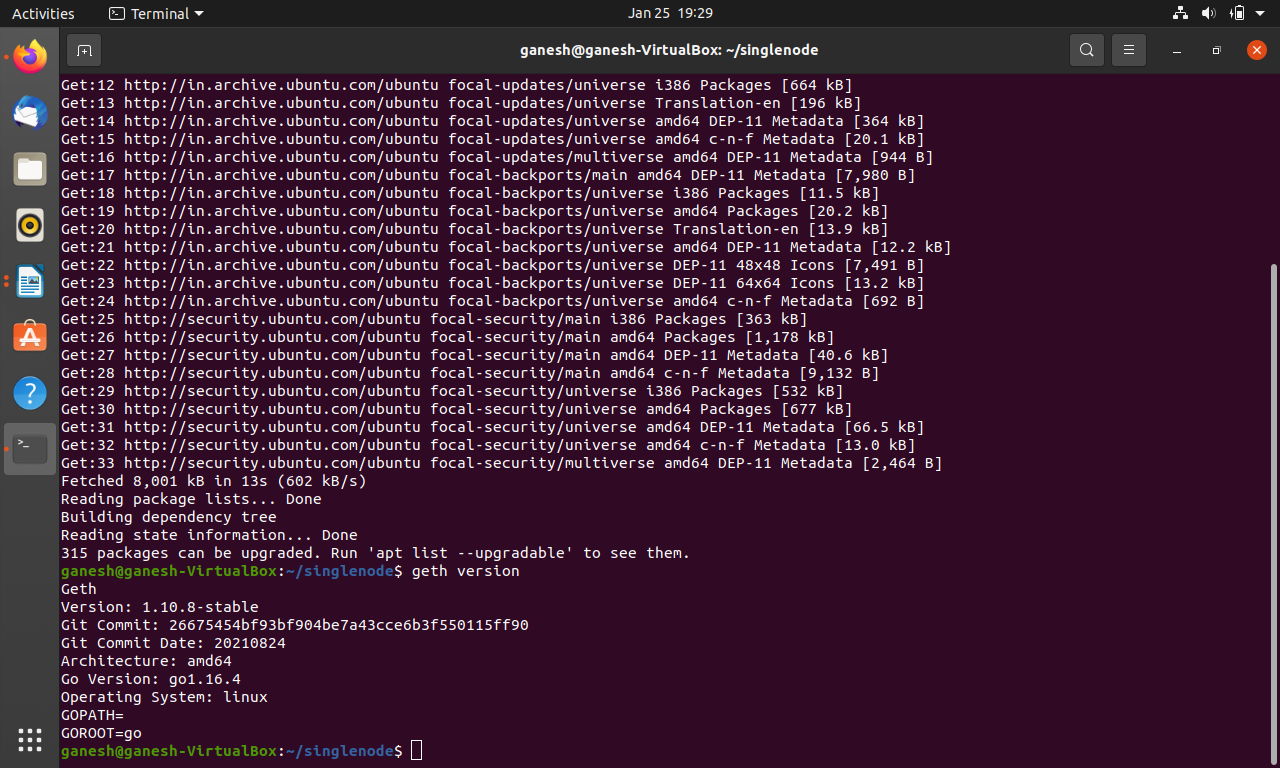 Activities Terminal Jan 25 19:29
ganesh@ganesh-VirtualBox: ~/singlenode
Get:12 http://in.archive.ubuntu.com/ubuntu focal-updates/universe i386 Packages [664 kB]
Get:13 http://in.archive.ubuntu.com/ubuntu focal-updates/universe Translation-en [196 kB]
Get:14 http://in.archive.ubuntu.com/ubuntu focal-updates/universe amd64 DEP-11 Metadata [364 kB]
Get:15 http://in.archive.ubuntu.com/ubuntu focal-updates/universe amd64 c-n-f Metadata [20.1 kB]
Get:16 http://in.archive.ubuntu.com/ubuntu focal-updates/multiverse amd64 DEP-11 Metadata [944 B]
Get:17 http://in.archive.ubuntu.com/ubuntu focal-backports/main amd64 DEP-11 Metadata [7,980 B]
Get:18 http://in.archive.ubuntu.com/ubuntu focal-backports/universe i386 Packages [11.5 kB]
Get:19 http://in.archive.ubuntu.com/ubuntu focal-backports/universe amd64 Packages [20.2 kB]
Get:20 http://in.archive.ubuntu.com/ubuntu focal-backports/universe Translation-en [13.9 kB]
Get:21 http://in.archive.ubuntu.com/ubuntu focal-backports/universe amd64 DEP-11 Metadata [12.2 kB]
Get:22 http://in.archive.ubuntu.com/ubuntu focal-backports/universe DEP-11 48x48 Icons [7,491 B]
Get:23 http://in.archive.ubuntu.com/ubuntu focal-backports/universe DEP-11 64x64 Icons [13.2 kB]
Get:24 http://in.archive.ubuntu.com/ubuntu focal-backports/universe amd64 c-n-f Metadata [692 B]
Get:25 http://security.ubuntu.com/ubuntu focal-security/main i386 Packages [363 kB]
Get:26 http://security.ubuntu.com/ubuntu focal-security/main amd64 Packages [1,178 kB]
Get:27 http://security.ubuntu.com/ubuntu focal-security/main amd64 DEP-11 Metadata [40.6 kB]
Get:28 http://security.ubuntu.com/ubuntu focal-security/main amd64 c-n-f Metadata [9,132 B]
Get:29 http://security.ubuntu.com/ubuntu focal-security/universe i386 Packages [532 kB]
Get:30 http://security.ubuntu.com/ubuntu focal-security/universe amd64 Packages [677 kB]
Get:31 http://security.ubuntu.com/ubuntu focal-security/universe amd64 DEP-11 Metadata [66.5 kB]
Get:32 http://security.ubuntu.com/ubuntu focal-security/universe amd64 c-n-f Metadata [13.0 kB]
Get:33 http://security.ubuntu.com/ubuntu focal-security/multiverse amd64 DEP-11 Metadata [2,464 B]
Fetched 8,001 kB in 13s (602 kB/s)
Reading package lists... Done
Building dependency tree
Reading state information... Done
315 packages can be upgraded. Run 'apt list --upgradable' to see them.
ganesh@ganesh-VirtualBox:~/singlenode$ geth version
Geth
Version: 1.10.8-stable
Git Commit: 26675454bf93bf904be7a43cce6b3f550115ff90
Git Commit Date: 20210824
Architecture: amd64
Go Version: go1.16.4
Operating System: linux
GOPATH=
GOROOT=go
ganesh@ganesh-VirtualBox:~/singlenode$